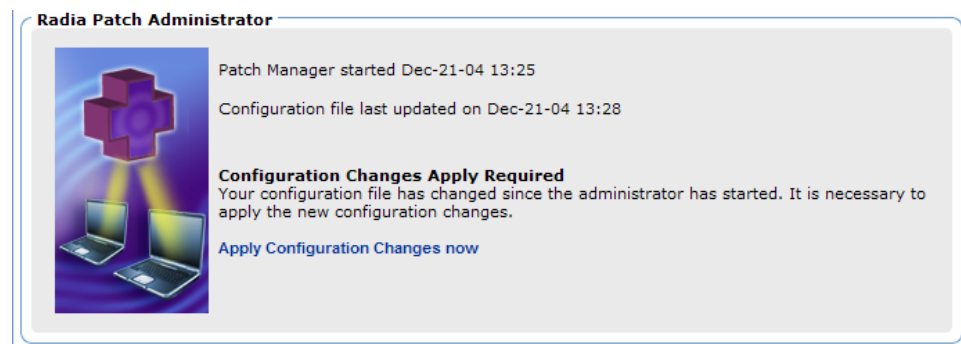 Radia Patch Administrator
Patch Manager started Dec-21-04 13:25
Configuration file last updated on Dec-21-04 13:28
Configuration Changes Apply Required
Your configuration file has changed since the administrator has started. It is necessary to
apply the new configuration changes.
Apply Configuration Changes now